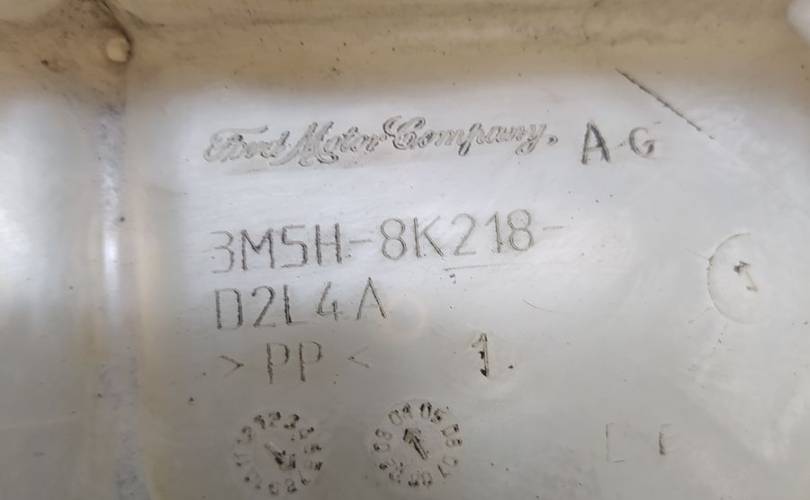 Ford Motor Company. A G
3M5H-8K218-
D2L4A
>PP< 1